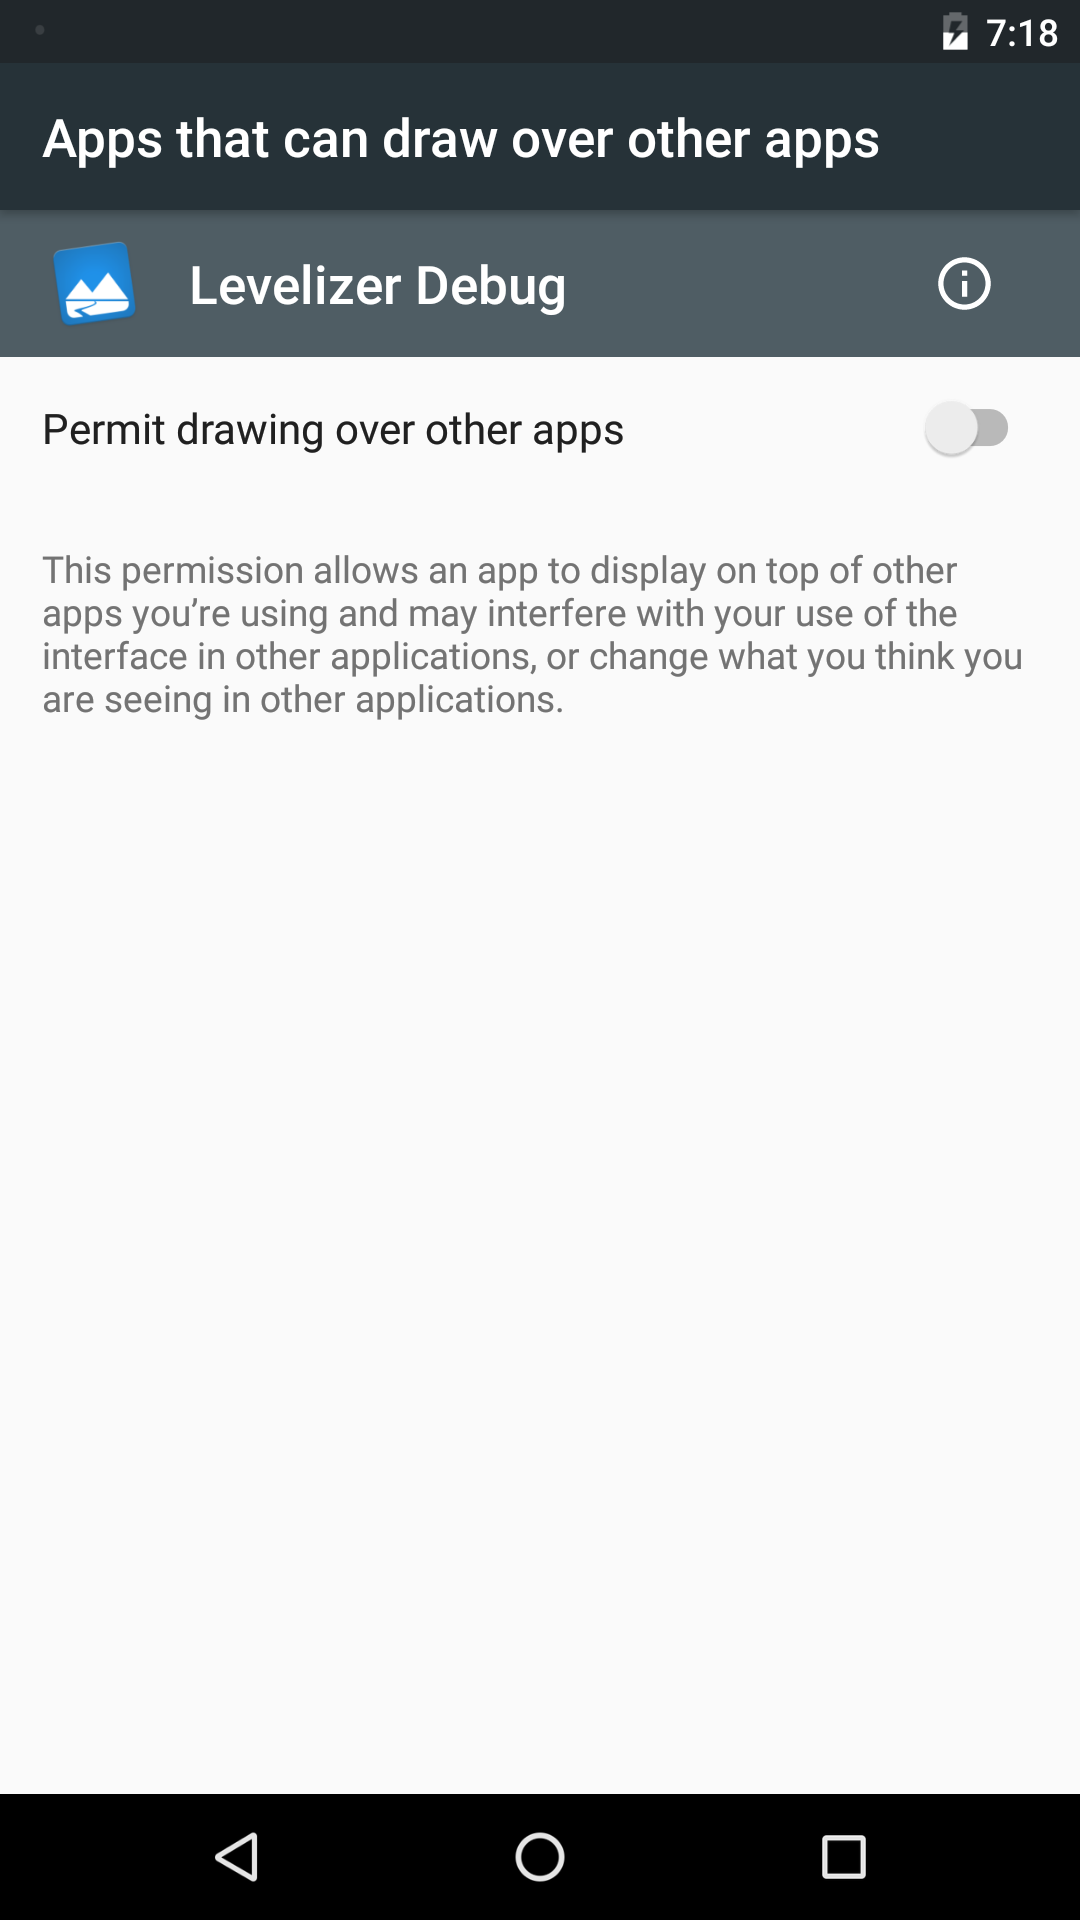 7:18
Apps that can draw over other apps
Levelizer Debug
Permit drawing over other apps
This permission allows an app to display on top of other
apps you’re using and may interfere with your use of the
interface in other applications, or change what you think you
are seeing in other applications.